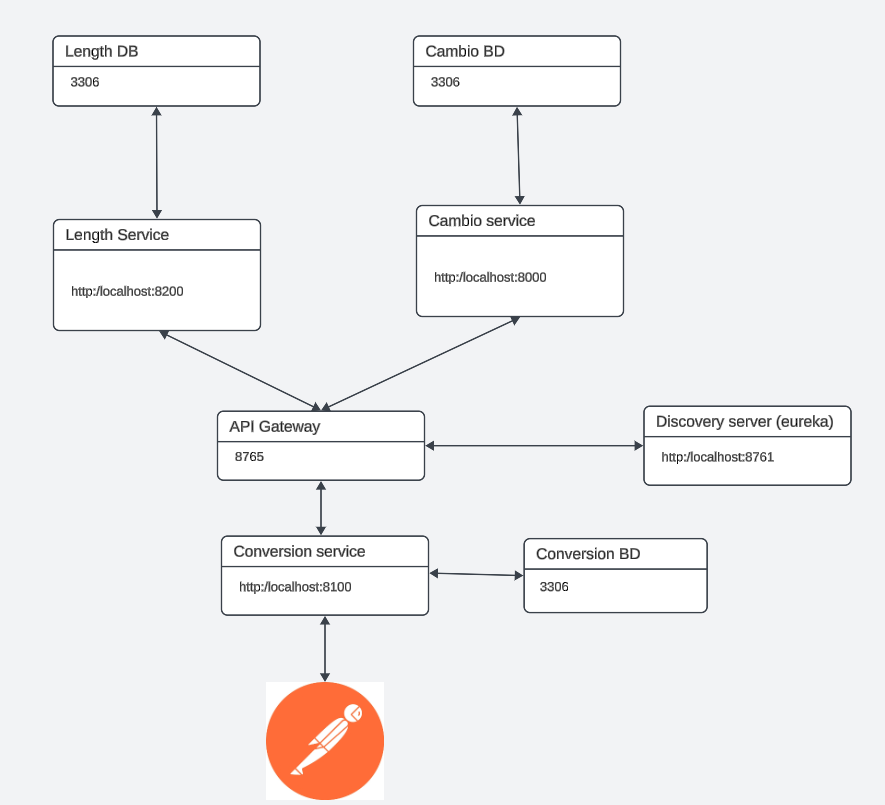 Length DB
3306
Cambio BD
3306
Length Service
http:/localhost:8200
Cambio service
http:/localhost:8000
API Gateway
8765
Discovery server (eureka)
http:/localhost:8761
Conversion service
http:/localhost:8100
Conversion BD
3306